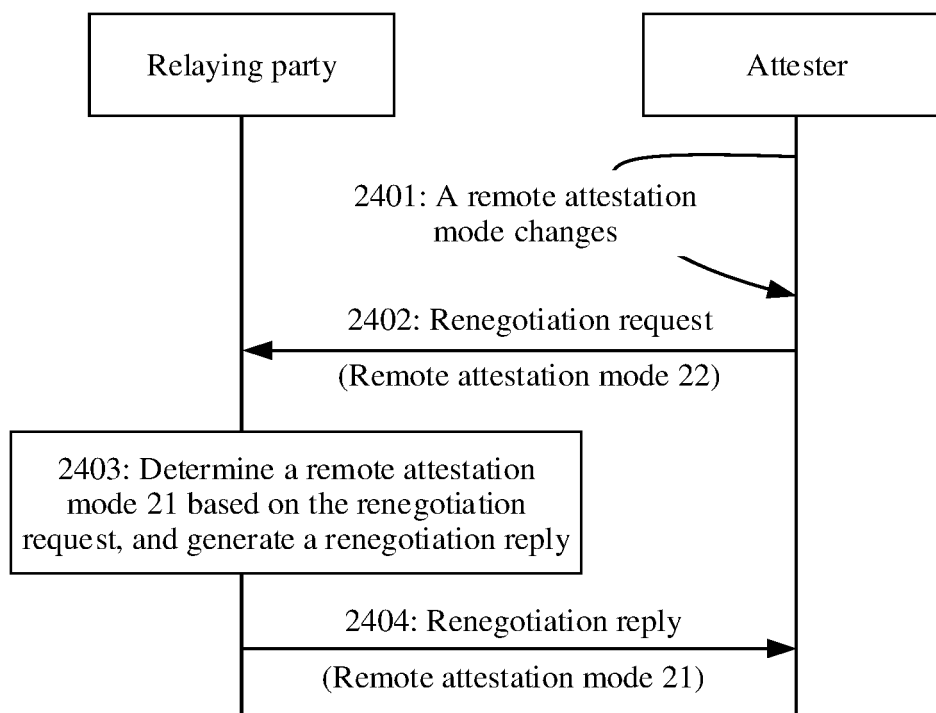 Relaying party
Attester
2401: A remote attestation
mode changes
2402: Renegotiation request
(Remote attestation mode 22)
2403: Determine a remote attestation
mode 21 based on the renegotiation
request, and generate a renegotiation reply
2404: Renegotiation reply
(Remote attestation mode 21)